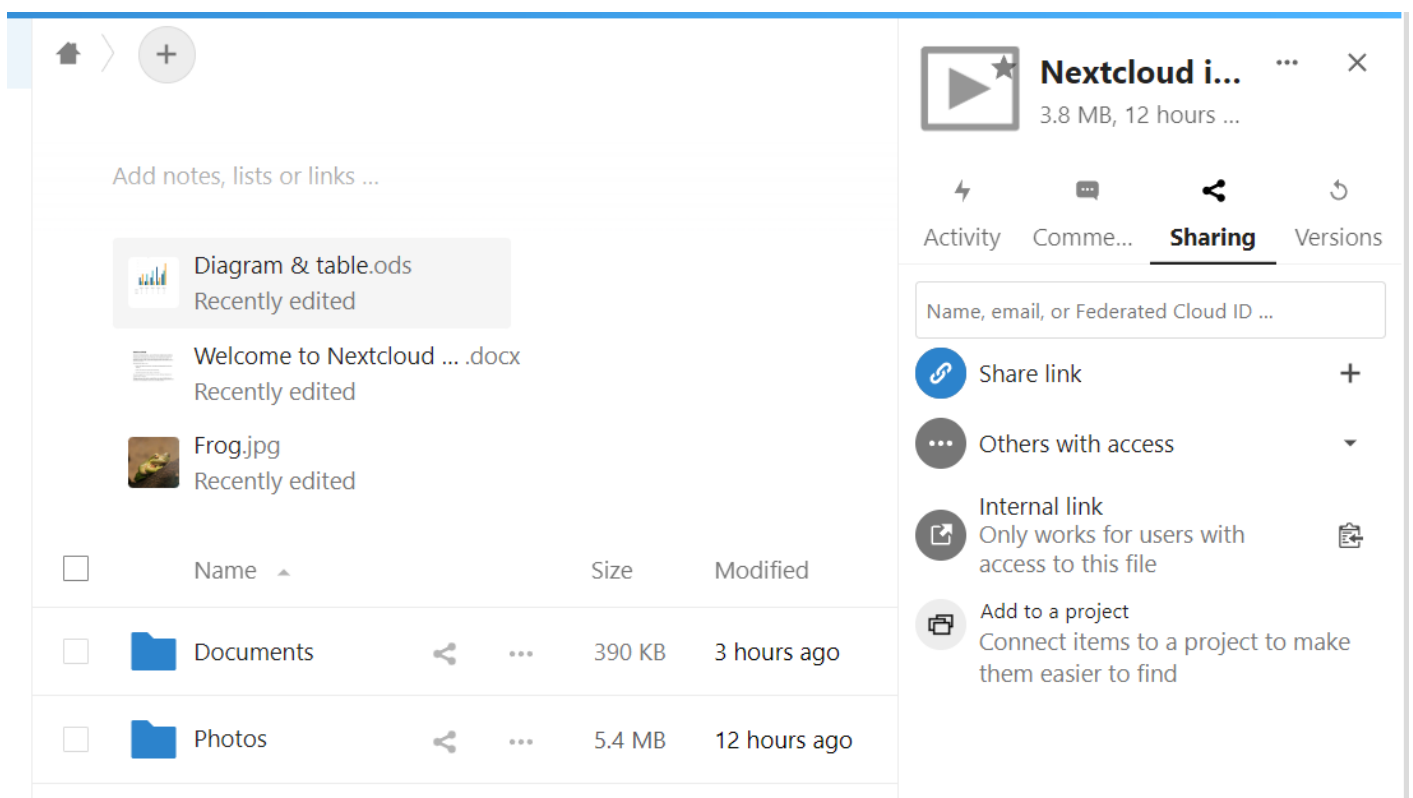 Add notes, lists or links ...
Diagram & table.ods
Recently edited
Welcome to Nextcloud ... .docx
Recently edited
Frog.jpg
Recently edited
Name Size Modified
Documents 390 KB 3 hours ago
Photos 5.4 MB 12 hours ago
Nextcloud i...
3.8 MB, 12 hours ...
Activity Comme... Sharing Versions
Name, email, or Federated Cloud ID ...
Share link
Others with access
Internal link
Only works for users with
access to this file
Add to a project
Connect items to a project to make
them easier to find